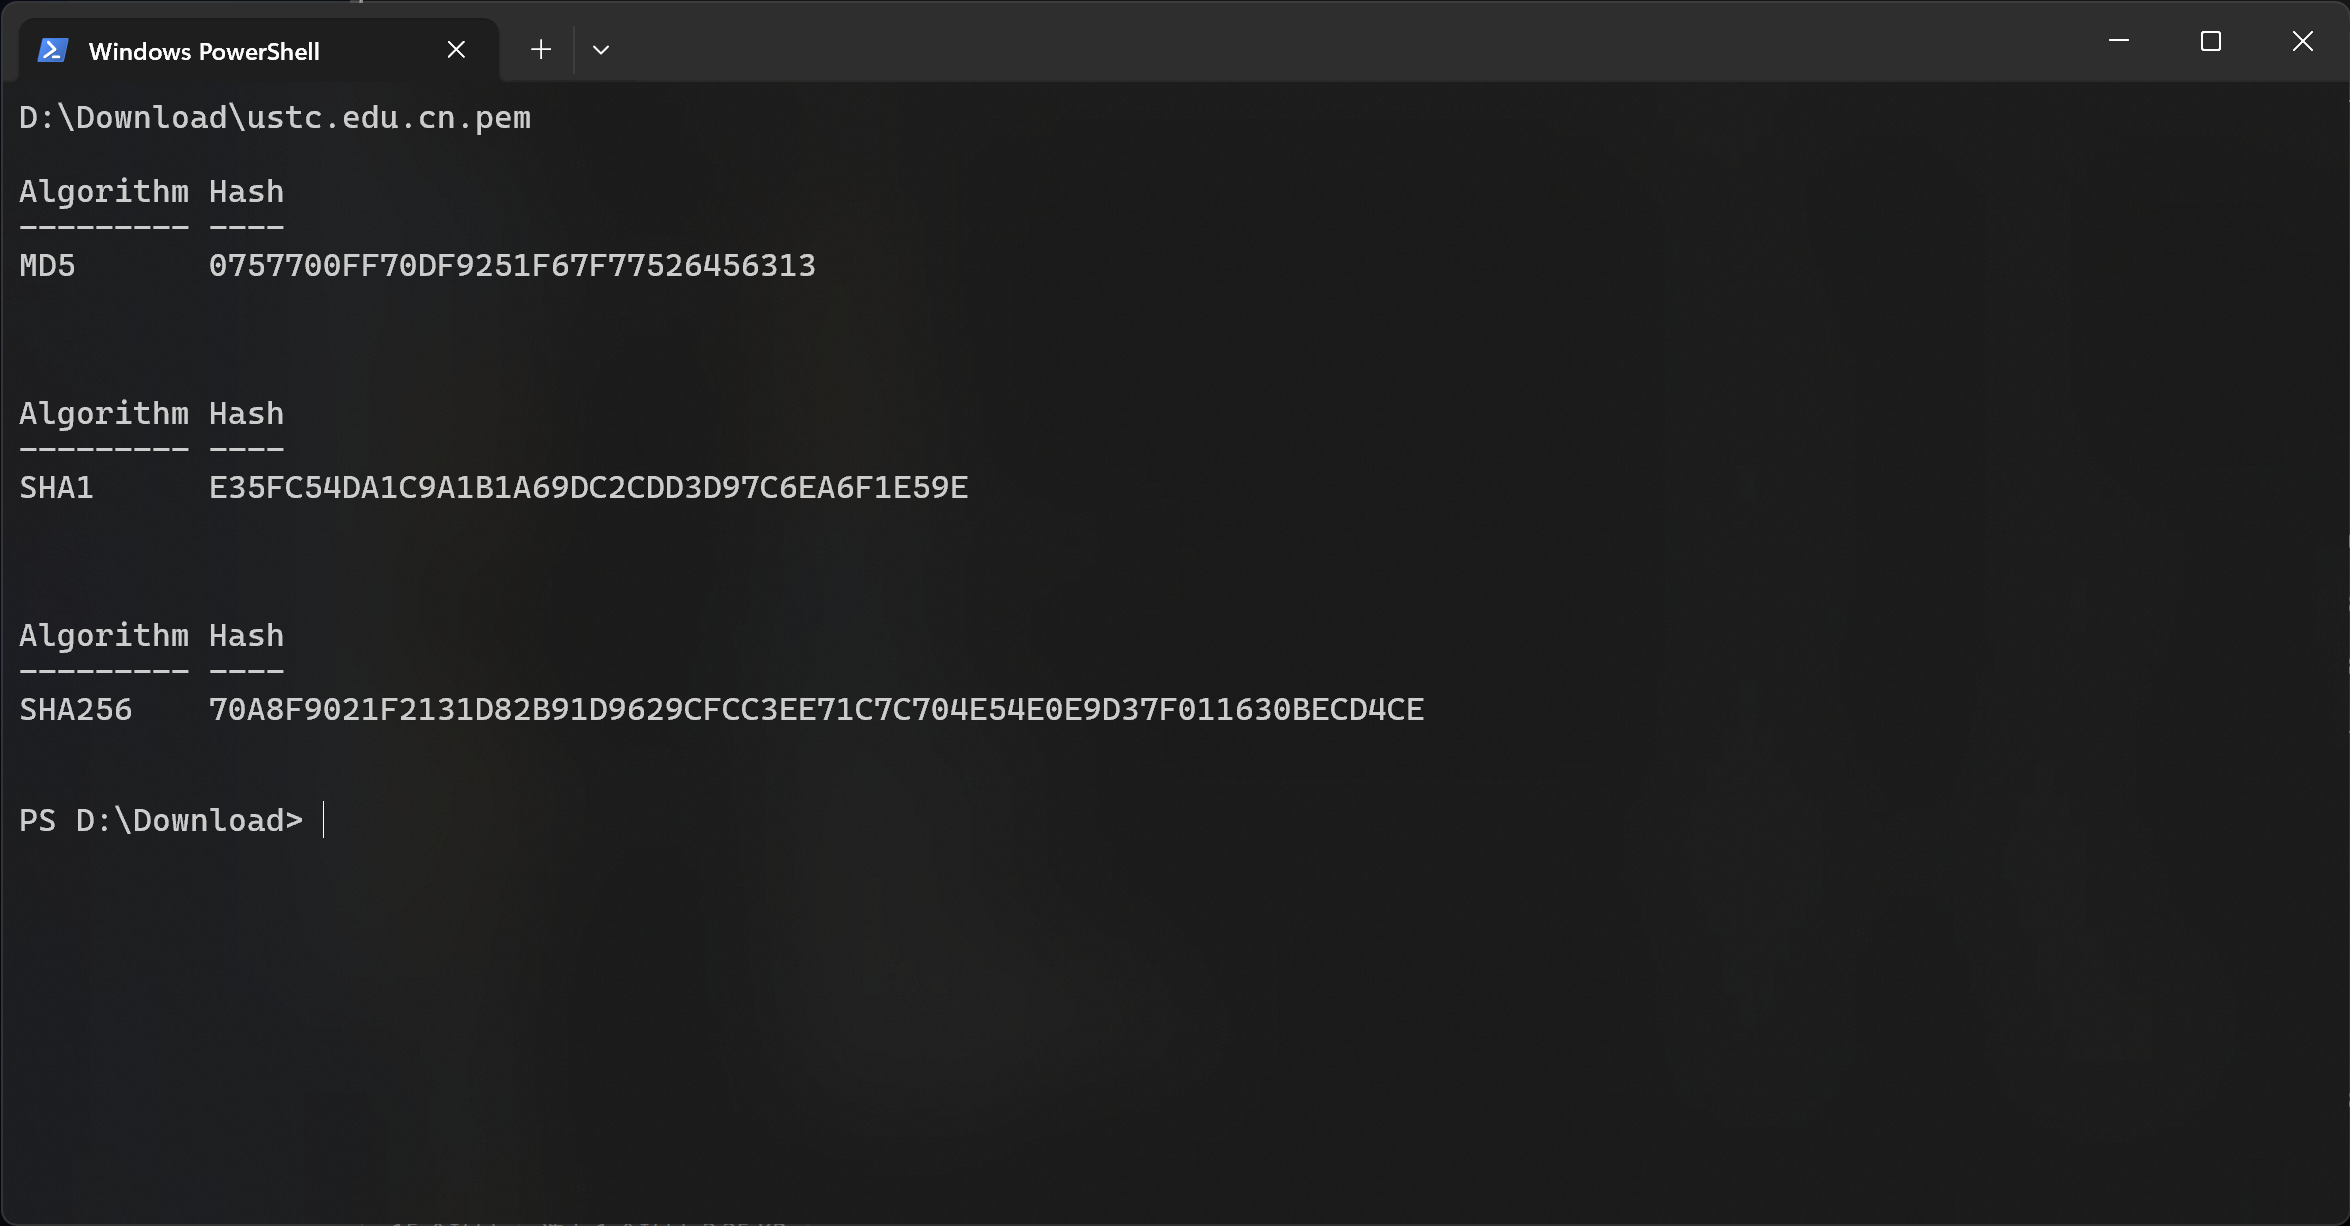 Windows PowerShell
D:\Download\ustc.edu.cn.pem
Algorithm Hash
--------- ----
MD5       0757700FF70DF9251F67F77526456313
Algorithm Hash
--------- ----
SHA1      E35FC54DA1C9A1B1A69DC2CDD3D97C6EA6F1E59E
Algorithm Hash
--------- ----
SHA256    70A8F9021F2131D82B91D9629CFCC3EE71C7C704E54E0E9D37F011630BECD4CE
PS D:\Download>